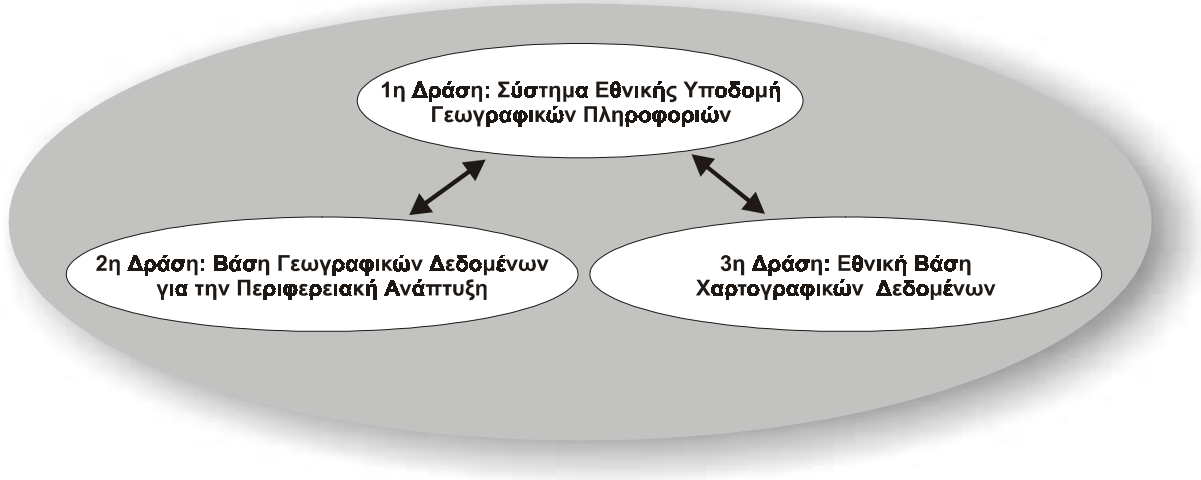 1η Δράση: Σύστημα Εθνικής Υποδομή
Γεωγραφικών Πληροφοριών
2η Δράση: Βάση Γεωγραφικών Δεδομένων
για την Περιφερειακή Ανάπτυξη
3η Δράση: Εθνική Βάση
Χαρτογραφικών Δεδομένων